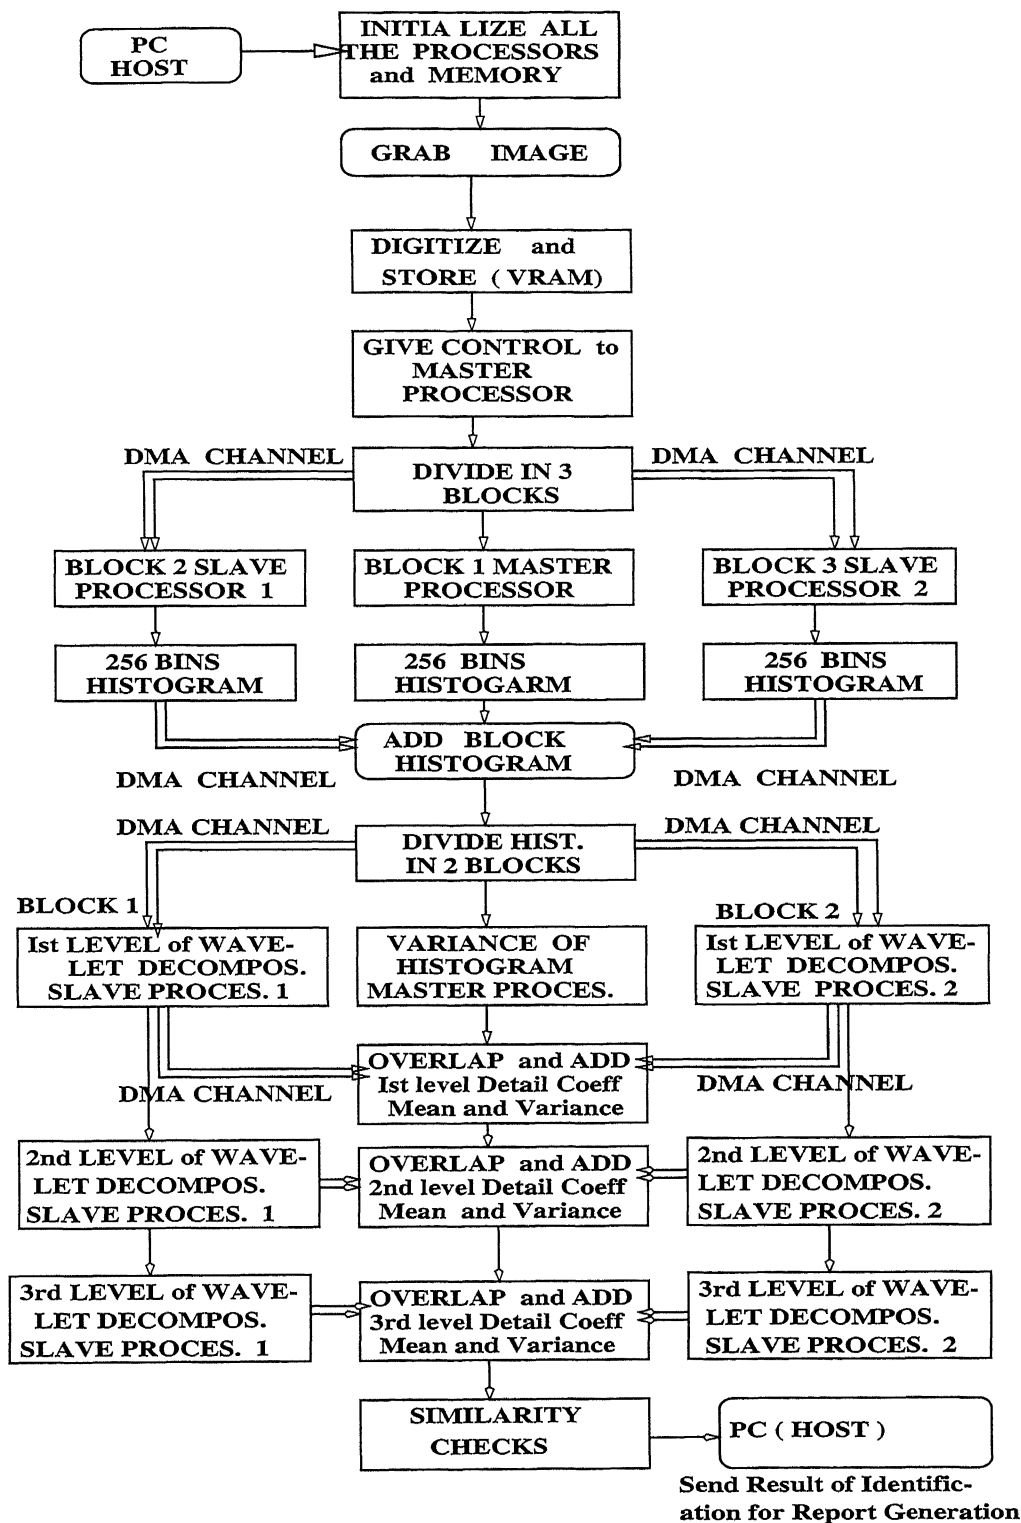 PC
HOST
INITIA LIZE ALL
THE PROCESSORS
and MEMORY
GRAB IMAGE
DIGITIZE and
STORE ( VRAM)
GIVE CONTROL to
MASTER
PROCESSOR
DMA CHANNEL
DIVIDE IN 3
BLOCKS
DMA CHANNEL
BLOCK 2 SLAVE
PROCESSOR 1
BLOCK 1 MASTER
PROCESSOR
BLOCK 3 SLAVE
PROCESSOR 2
256 BINS
HISTOGRAM
256 BINS
HISTOGARM
256 BINS
HISTOGRAM
ADD BLOCK
HISTOGRAM
DMA CHANNEL
DMA CHANNEL
DMA CHANNEL
DIVIDE HIST.
IN 2 BLOCKS
DMA CHANNEL
BLOCK 1
BLOCK 2
Ist LEVEL of WAVE-
LET DECOMPOS.
SLAVE PROCES. 1
VARIANCE OF
HISTOGRAM
MASTER PROCES.
Ist LEVEL of WAVE-
LET DECOMPOS.
SLAVE PROCES. 2
OVERLAP and ADD
Ist level Detail Coeff
Mean and Variance
DMA CHANNEL
DMA CHANNEL
2nd LEVEL of WAVE-
LET DECOMPOS.
SLAVE PROCES. 1
OVERLAP and ADD
2nd level Detail Coeff
Mean and Variance
2nd LEVEL of WAVE-
LET DECOMPOS.
SLAVE PROCES. 2
3rd LEVEL of WAVE-
LET DECOMPOS.
SLAVE PROCES. 1
OVERLAP and ADD
3rd level Detail Coeff
Mean and Variance
3rd LEVEL of WAVE-
LET DECOMPOS.
SLAVE PROCES. 2
SIMILARITY
CHECKS
PC ( HOST )
Send Result of Identific-
ation for Report Generation